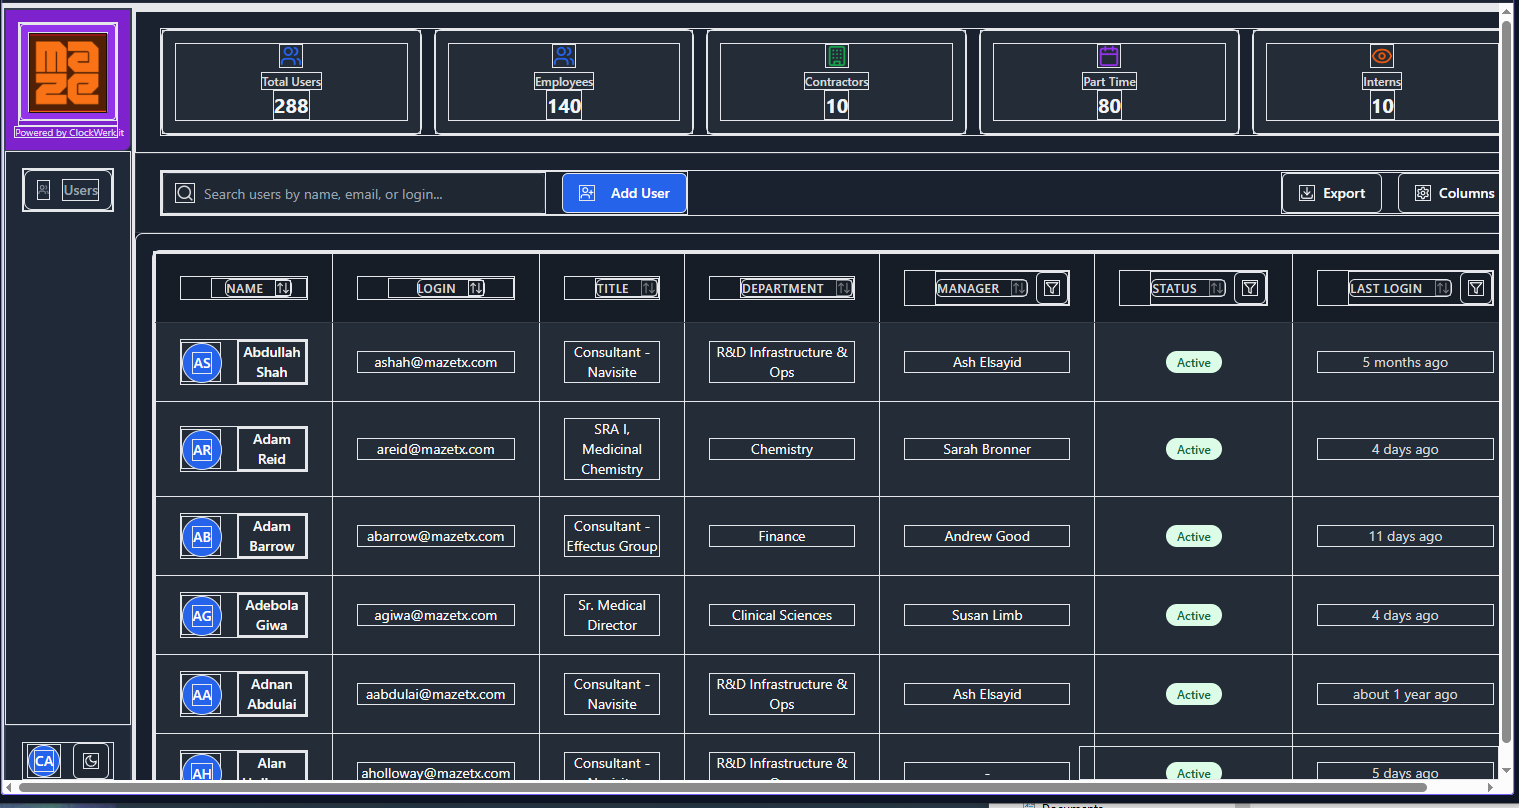 maze
Powered by ClockWerk.it
Users
CA
Total Users
288
Employees
140
Contractors
10
Part Time
80
Interns
10
Search users by name, email, or login...
Add User
Export
Columns
NAME LOGIN TITLE DEPARTMENT MANAGER STATUS LAST LOGIN
AS
Abdullah
Shah
ashah@mazetx.com
Consultant -
Navisite
R&D Infrastructure &
Ops
Ash Elsayid
Active
5 months ago
AR
Adam
Reid
areid@mazetx.com
SRA I,
Medicinal
Chemistry
Chemistry
Sarah Bronner
Active
4 days ago
AB
Adam
Barrow
abarrow@mazetx.com
Consultant -
Effectus Group
Finance
Andrew Good
Active
11 days ago
AG
Adebola
Giwa
agiwa@mazetx.com
Sr. Medical
Director
Clinical Sciences
Susan Limb
Active
4 days ago
AA
Adnan
Abdulai
aabdulai@mazetx.com
Consultant -
Navisite
R&D Infrastructure &
Ops
Ash Elsayid
Active
about 1 year ago
AH
Alan
aholloway@mazetx.com
Consultant -
R&D Infrastructure &
-
Active
5 days ago